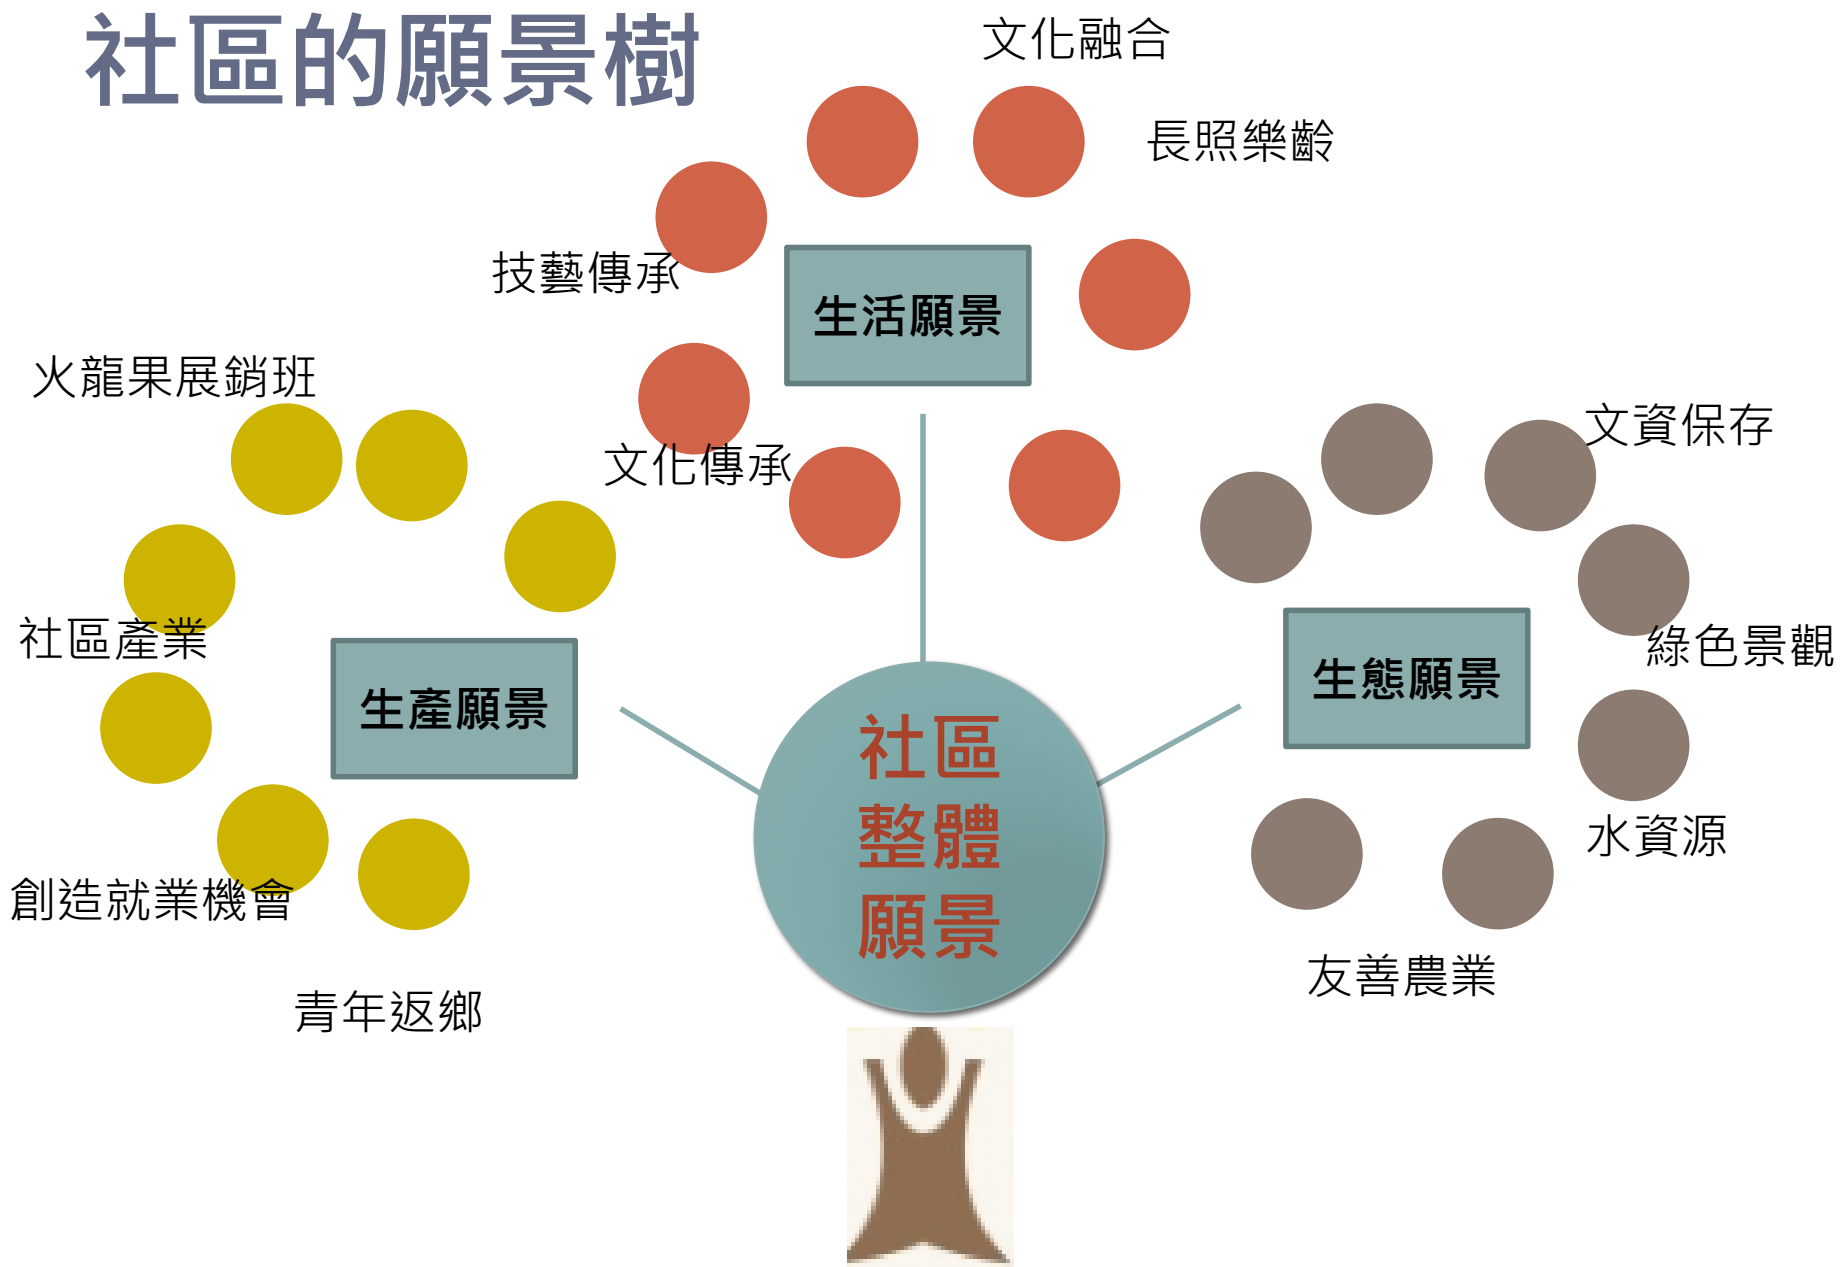 社區的願景樹
文化融合
長照樂齡
技藝傳承
生活願景
火龍果展銷班
文化傳承
文資保存
社區產業
綠色景觀
生產願景
生態願景
社區
整體
願景
水資源
創造就業機會
友善農業
青年返鄉